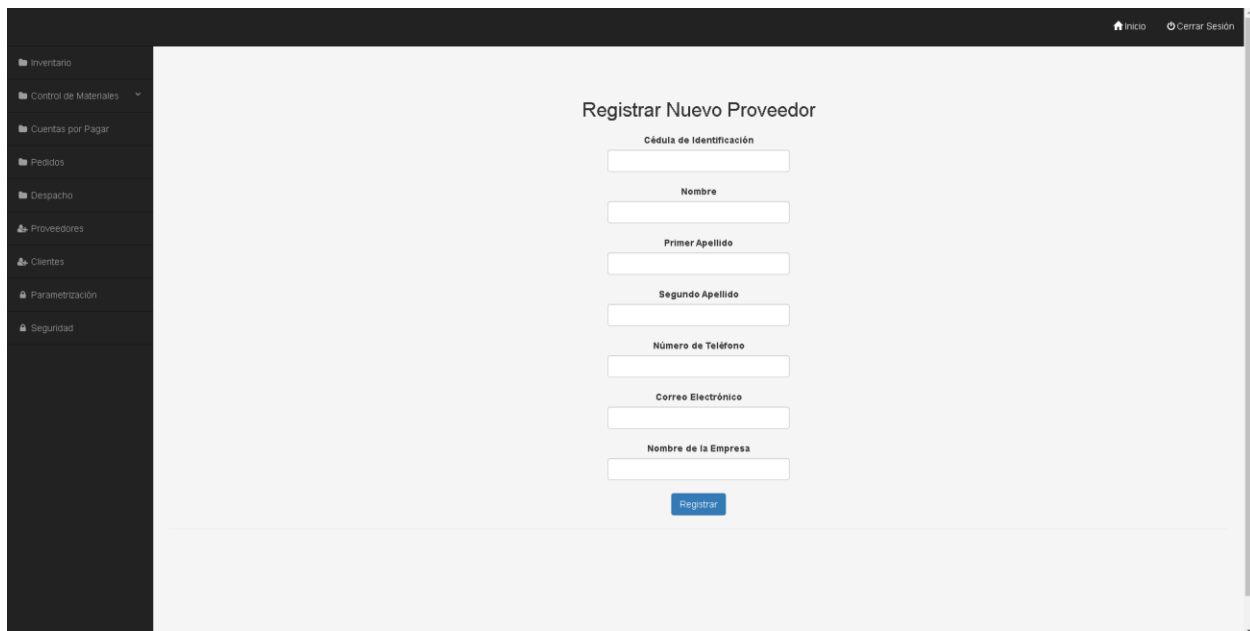 Inicio
Cerrar Sesión
Inventario
Control de Materiales
Cuentas por Pagar
Pedidos
Despacho
Proveedores
Clientes
Parametrización
Seguridad
Registrar Nuevo Proveedor
Cédula de Identificación
Nombre
Primer Apellido
Segundo Apellido
Número de Teléfono
Correo Electrónico
Nombre de la Empresa
Registrar